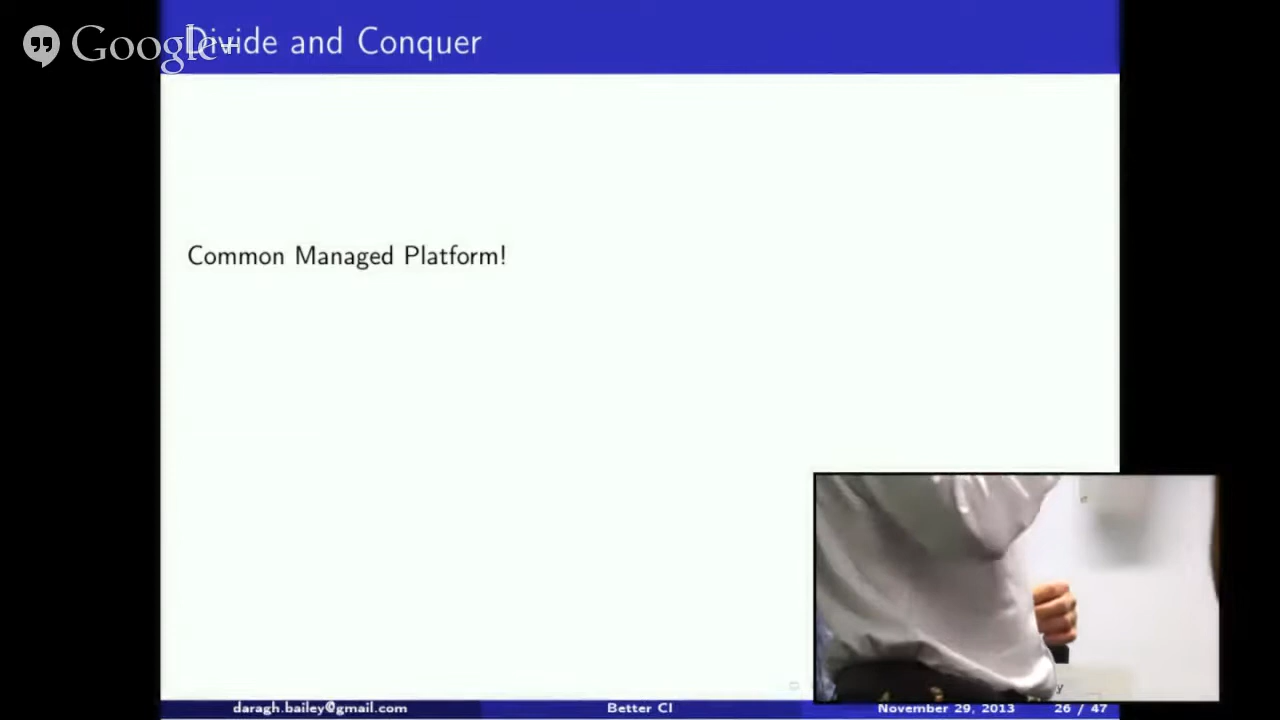 Google+
Divide and Conquer
Common Managed Platform!
daragh.bailey@gmail.com Better CI November 29, 2013 26 / 47